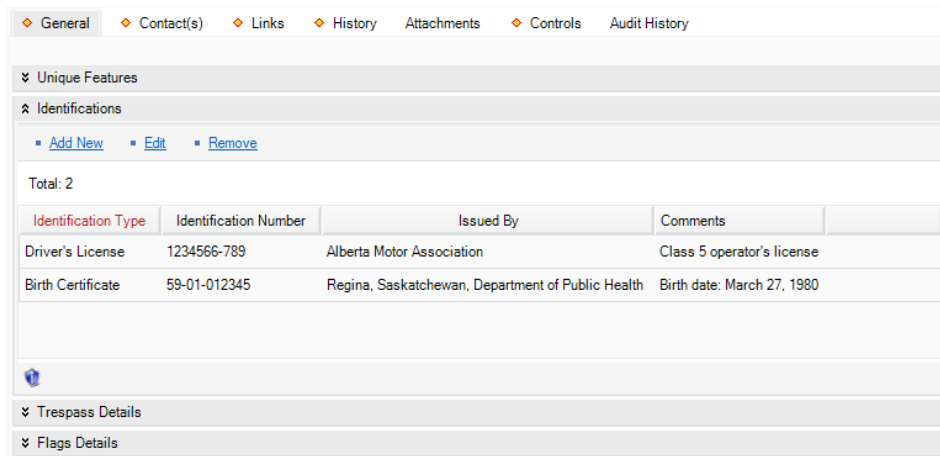 General Contact(s) Links History Attachments Controls Audit History
Unique Features
Identifications
Add New Edit Remove
Total: 2
Identification Type Identification Number Issued By Comments
Driver's License 1234566-789 Alberta Motor Association Class 5 operator's license
Birth Certificate 59-01-012345 Regina, Saskatchewan, Department of Public Health Birth date: March 27, 1980
Trespass Details
Flags Details